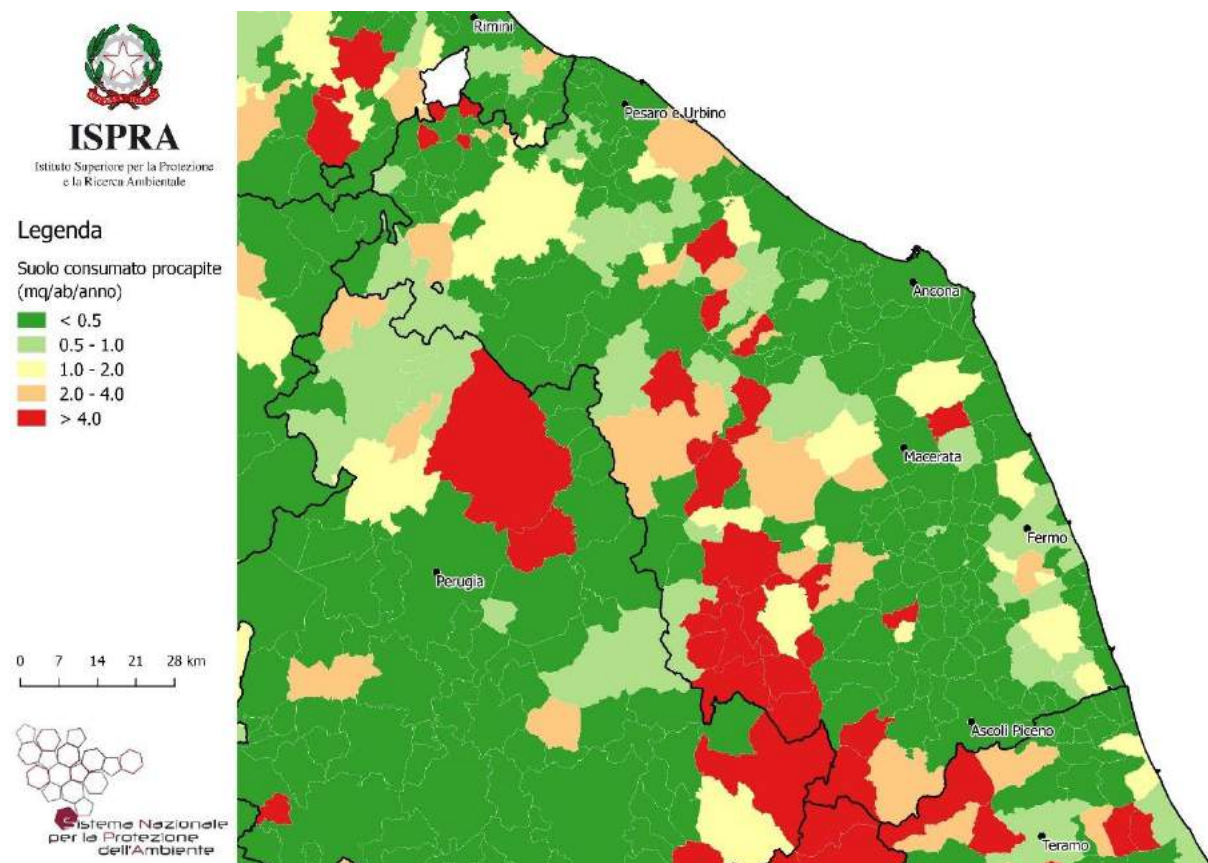 ISPRA
Istituto Superiore per la Protezione
e la Ricerca Ambientale
Legenda
Suolo consumato procapite
(mq/ab/anno)
< 0.5
0.5 - 1.0
1.0 - 2.0
2.0 - 4.0
> 4.0
0 7 14 21 28 km
Sistema Nazionale
per la Protezione
dell'Ambiente
Rimini
Pesaro e Urbino
Ancona
Macerata
Fermo
Perugia
Ascoli Piceno
Teramo